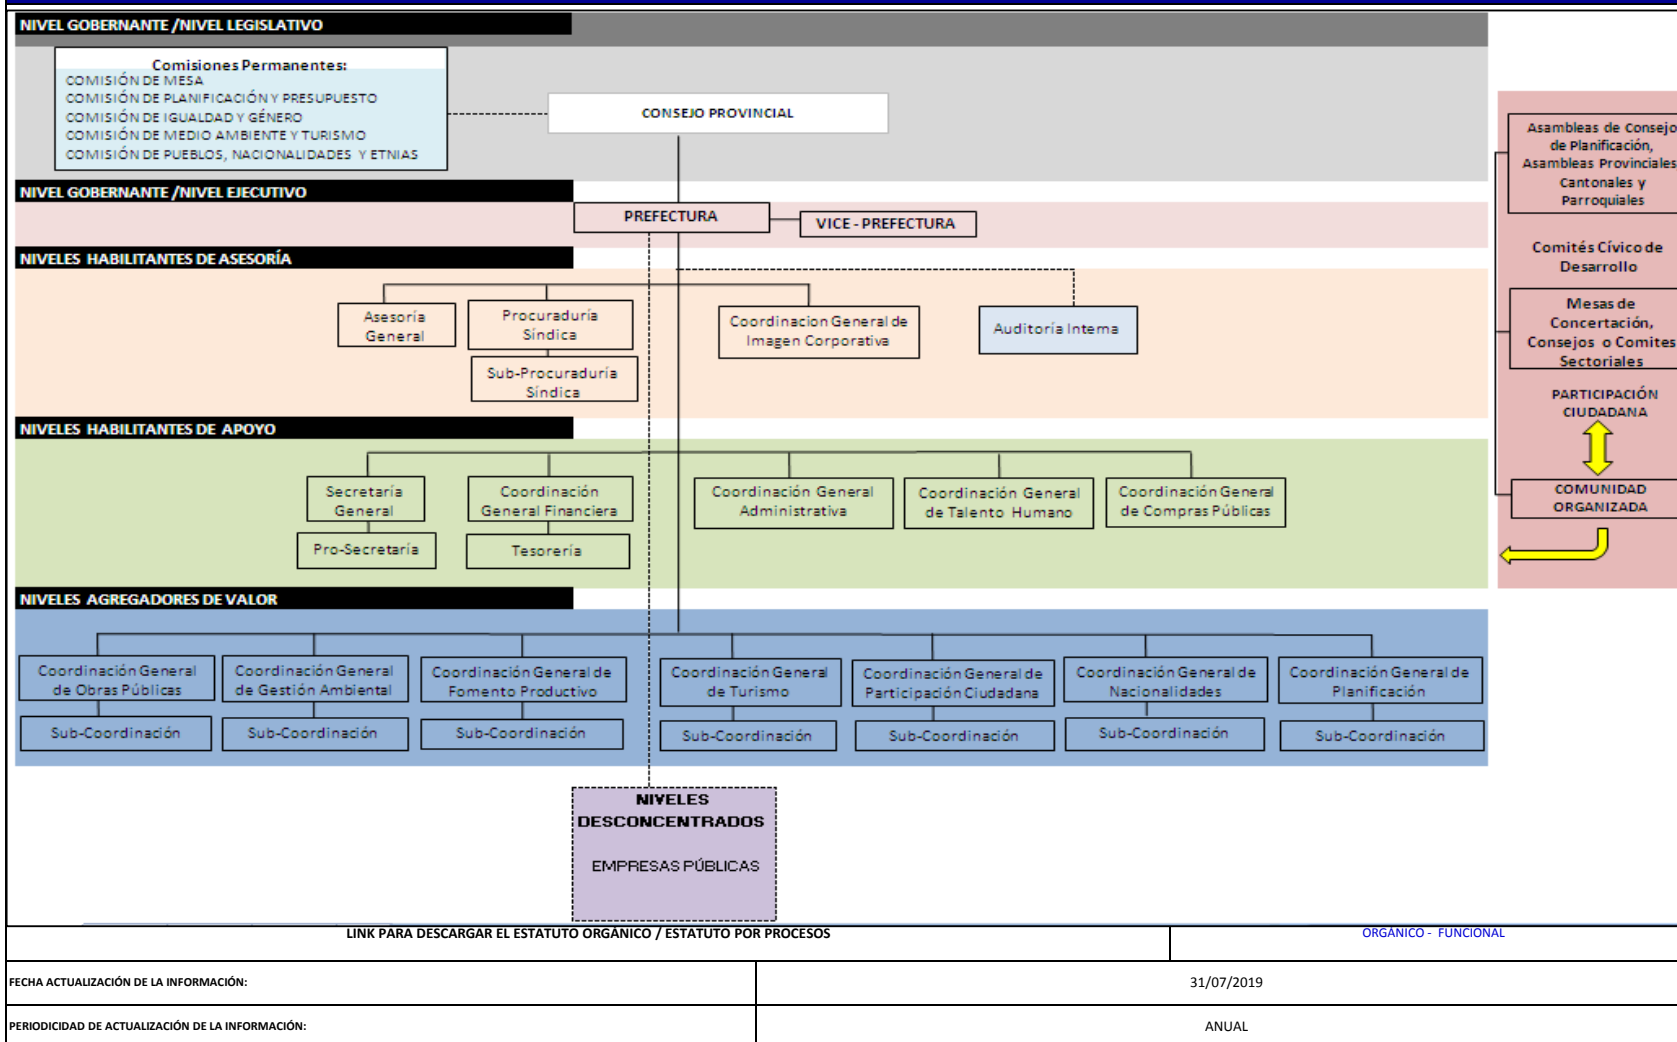 NIVEL GOBERNANTE /NIVEL LEGISLATIVO
Comisiones Permanentes:
COMISIÓN DE MESA
COMISIÓN DE PLANIFICACIÓN Y PRESUPUESTO
COMISIÓN DE IGUALDAD Y GÉNERO
COMISIÓN DE MEDIO AMBIENTE Y TURISMO
COMISIÓN DE PUEBLOS, NACIONALIDADES Y ETNIAS
CONSEJO PROVINCIAL
NIVEL GOBERNANTE /NIVEL EJECUTIVO
PREFECTURA
VICE - PREFECTURA
NIVELES HABILITANTES DE ASESORÍA
Asesoría
General
Procuraduría
Síndica
Sub-Procuraduría
Síndica
Coordinacion General de
Imagen Corporativa
Auditoría Interna
NIVELES HABILITANTES DE APOYO
Secretaría
General
Pro-Secretaría
Coordinación
General Financiera
Tesorería
Coordinación General
Administrativa
Coordinación General
de Talento Humano
Coordinación General
de Compras Públicas
NIVELES AGREGADORES DE VALOR
Coordinación General
de Obras Públicas
Sub-Coordinación
Coordinación General
de Gestión Ambiental
Sub-Coordinación
Coordinación General de
Fomento Productivo
Sub-Coordinación
Coordinación General
de Turismo
Sub-Coordinación
Coordinación General de
Participación Ciudadana
Sub-Coordinación
Coordinación General de
Nacionalidades
Sub-Coordinación
Coordinación General de
Planificación
Sub-Coordinación
NIVELES
DESCONCENTRADOS
EMPRESAS PÚBLICAS
Asambleas de Consejo
de Planificación,
Asambleas Provinciales
Cantonales y
Parroquiales
Comités Cívico de
Desarrollo
Mesas de
Concertación,
Consejos o Comites
Sectoriales
PARTICIPACIÓN
CIUDADANA
COMUNIDAD
ORGANIZADA
LINK PARA DESCARGAR EL ESTATUTO ORGÁNICO / ESTATUTO POR PROCESOS
ORGÁNICO - FUNCIONAL
FECHA ACTUALIZACIÓN DE LA INFORMACIÓN:
31/07/2019
PERIODICIDAD DE ACTUALIZACIÓN DE LA INFORMACIÓN:
ANUAL